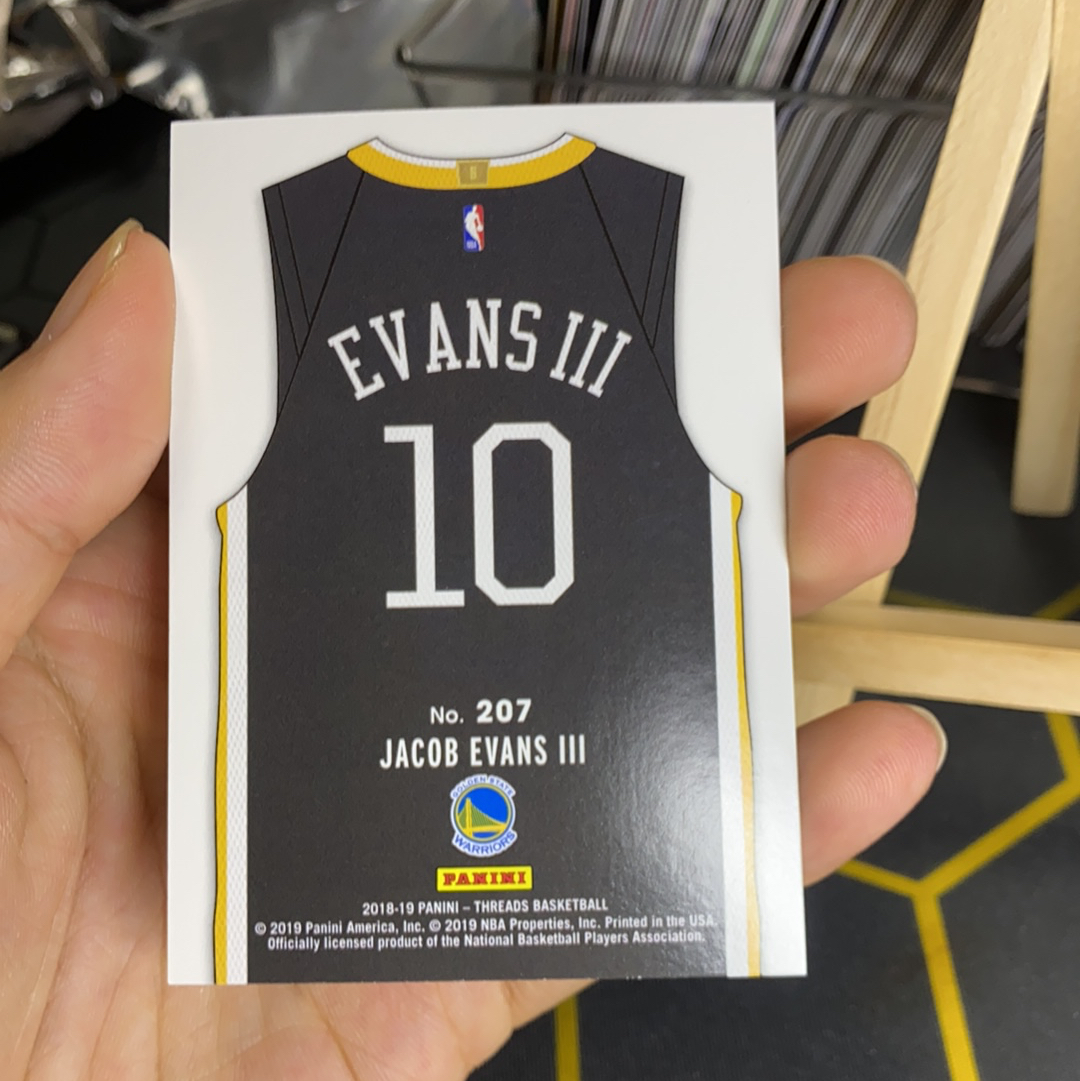 EVANS III
10
No. 207
JACOB EVANS III
GOLDEN STATE
WARRIORS
PANINI
2018-19 PANINI – THREADS BASKETBALL
© 2019 Panini America, Inc. © 2019 NBA Properties, Inc. Printed in the USA.
Officially licensed product of the National Basketball Players Association.